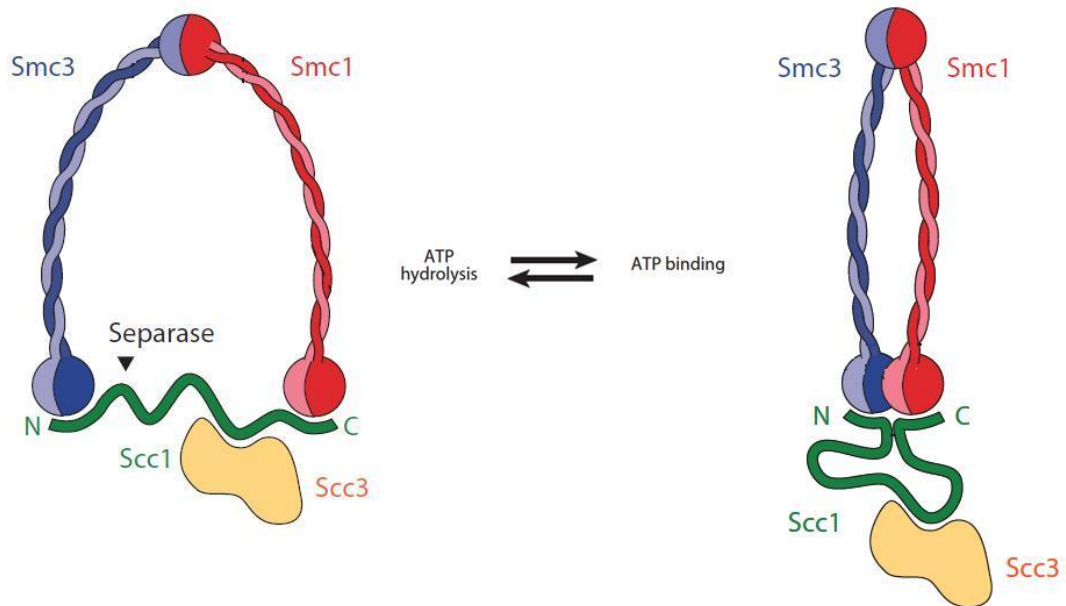 Smc3
Smc1
Separase
N
C
Scc1
Scc3
ATP
hydrolysis
ATP binding
Smc3
Smc1
N
C
Scc1
Scc3